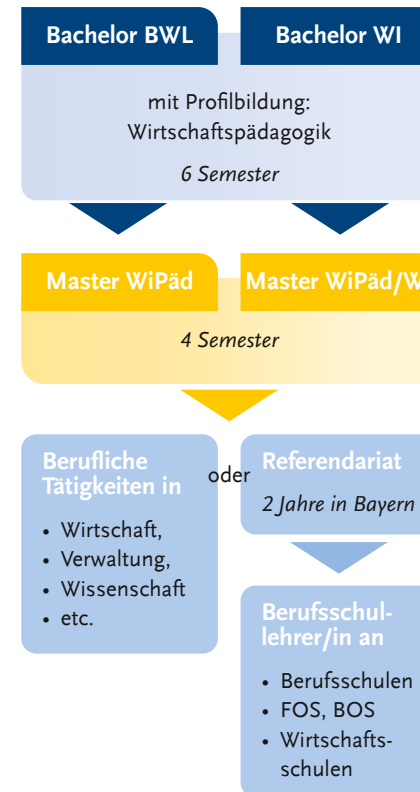 Bachelor BWL
Bachelor WI
mit Profilbildung:
Wirtschaftspädagogik
6 Semester
Master WiPäd
Master WiPäd/W
4 Semester
Berufliche
Tätigkeiten in
• Wirtschaft,
• Verwaltung,
• Wissenschaft
• etc.
oder
Referendariat
2 Jahre in Bayern
Berufsschul-
lehrer/in an
• Berufsschulen
• FOS, BOS
• Wirtschafts-
schulen